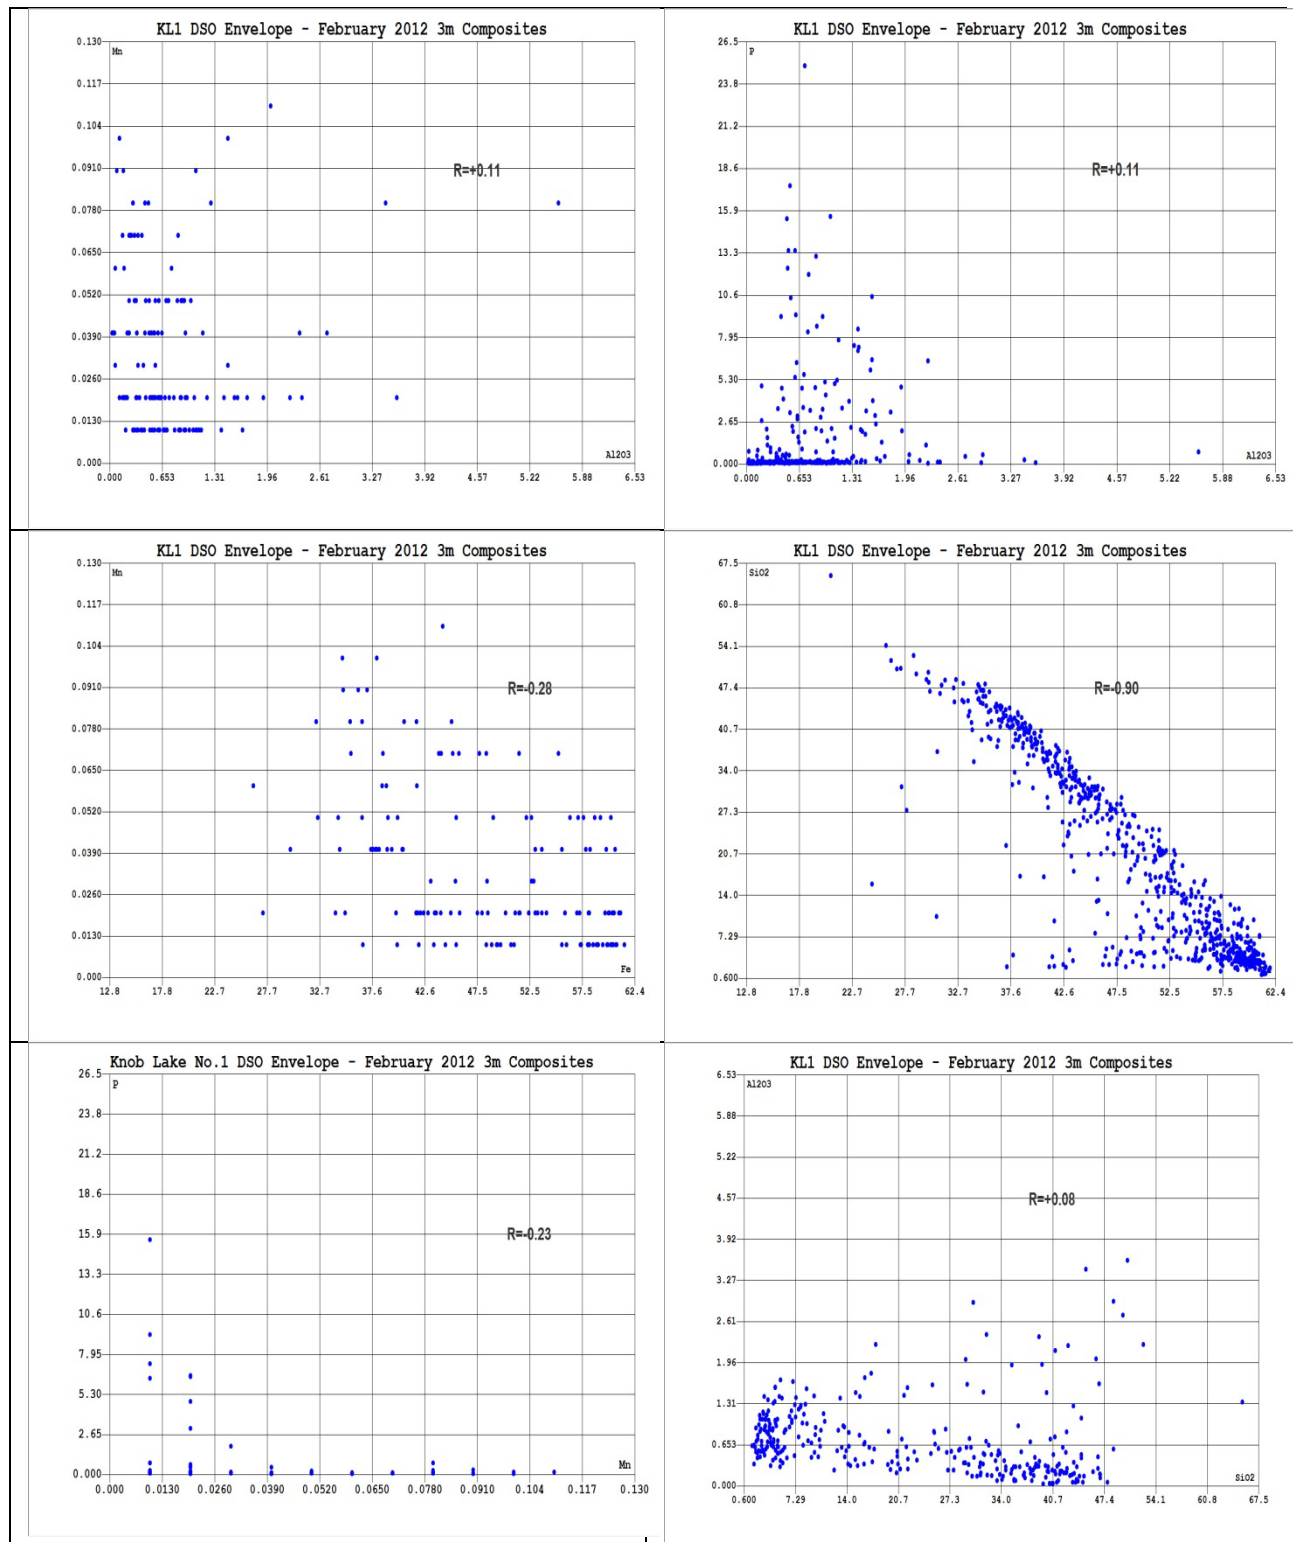 KL1 DSO Envelope - February 2012 3m Composites
0.130
Mn
0.117
0.104
0.0910
R=+0.11
0.0780
0.0650
0.0520
0.0390
0.0260
0.0130
0.000
Al2O3
0.000 0.653 1.31 1.96 2.61 3.27 3.92 4.57 5.22 5.88 6.53
KL1 DSO Envelope - February 2012 3m Composites
26.5
P
23.8
21.2
18.6
R=+0.11
15.9
13.3
10.6
7.95
5.30
2.65
0.000
Al2O3
0.000 0.653 1.31 1.96 2.61 3.27 3.92 4.57 5.22 5.88 6.53
KL1 DSO Envelope - February 2012 3m Composites
0.130
Mn
0.117
0.104
0.0910
R=-0.28
0.0780
0.0650
0.0520
0.0390
0.0260
0.0130
0.000
Fe
12.8 17.8 22.7 27.7 32.7 37.6 42.6 47.5 52.5 57.5 62.4
KL1 DSO Envelope - February 2012 3m Composites
67.5
SiO2
60.8
54.1
47.4
R=-0.90
40.7
34.0
27.3
20.7
14.0
7.29
0.600
12.8 17.8 22.7 27.7 32.7 37.6 42.6 47.5 52.5 57.5 62.4
Knob Lake No.1 DSO Envelope - February 2012 3m Composites
26.5
P
23.8
21.2
18.6
15.9
R=-0.23
13.3
10.6
7.95
5.30
2.65
Mn
0.000
0.000 0.0130 0.0260 0.0390 0.0520 0.0650 0.0780 0.0910 0.104 0.117 0.130
KL1 DSO Envelope - February 2012 3m Composites
6.53
Al2O3
5.88
5.22
4.57
R=+0.08
3.92
3.27
2.61
1.96
1.31
0.653
0.000
SiO2
0.600 7.29 14.0 20.7 27.3 34.0 40.7 47.4 54.1 60.8 67.5